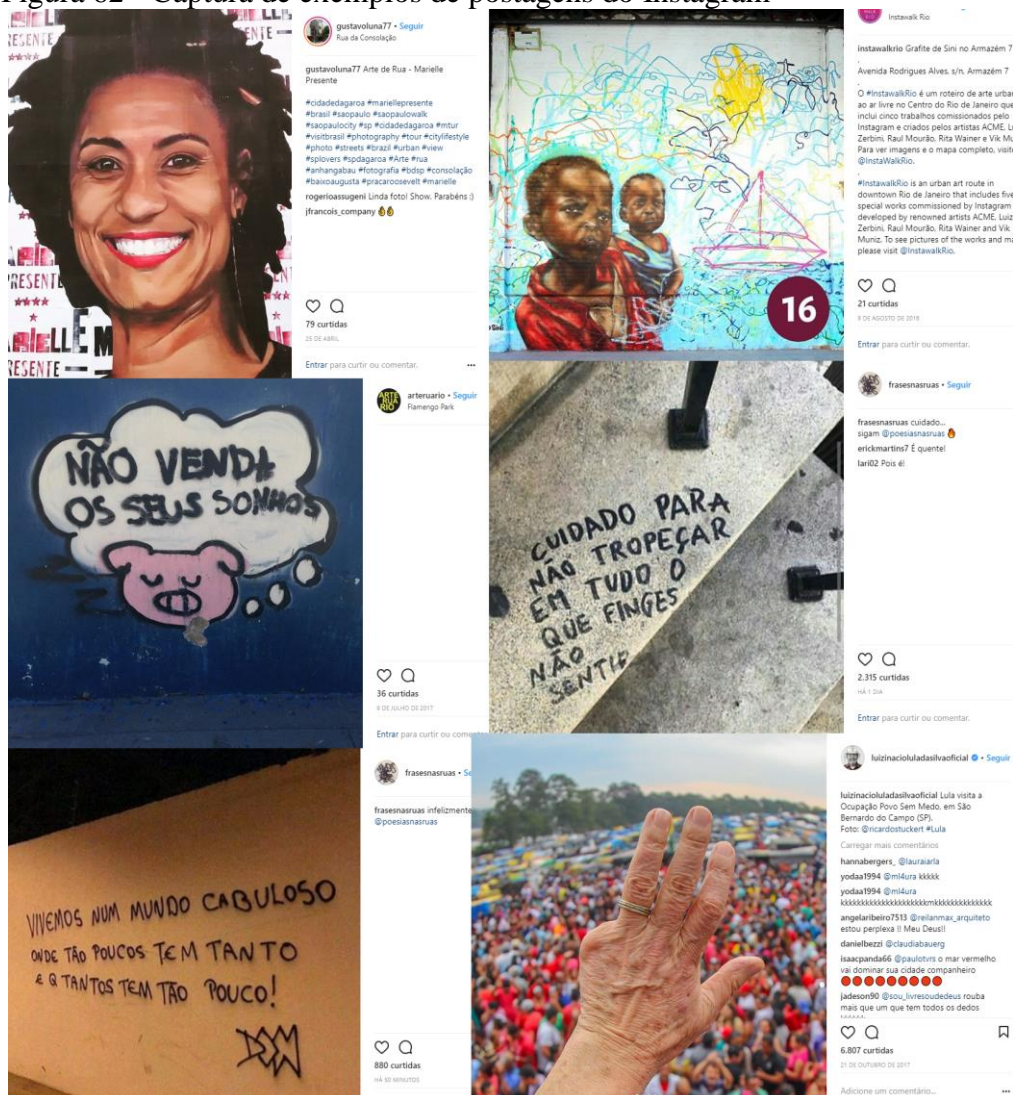 Figura 62 - Captura de exemplos de postagens do Instagram
gustavoluna77 • Seguir
Rua da Consolação
gustavoluna77 Arte de Rua - Marielle
Presente
#cidadedagaroa #mariellepresente
#brasil #saopaulo #saopaulowalk
#saopaulocity #sp #cidadedagaroa #mtur
#visitbrasil #photography #tour #citylifestyle
#photo #streets #brazil #urban #view
#splovers #spdagaroa #Arte #rua
#anhangabau #fotografia #bdsp #consolação
#baixoaugusta #pracaroosevelt #marielle
rogerioassugeni Linda foto! Show. Parabéns :)
jfrancois_company
79 curtidas
25 DE ABRIL
Entrar para curtir ou comentar.
RESENTE
PRESENTE
RESENTE
16
Instawalk Rio
instawalkrio Grafite de Sini no Armazém 7
.
Avenida Rodrigues Alves, s/n, Armazém 7
.
O #InstawalkRio é um roteiro de arte urban
ao ar livre no Centro do Rio de Janeiro que
inclui cinco trabalhos comissionados pelo
Instagram e criados pelos artistas ACME, Lu
Zerbini, Raul Mourão, Rita Wainer e Vik Mu
Para ver imagens e o mapa completo, visite
@InstaWalkRio.
.
#InstawalkRio is an urban art route in
downtown Rio de Janeiro that includes five
special works commissioned by Instagram
developed by renowned artists ACME, Luiz
Zerbini, Raul Mourão, Rita Wainer and Vik
Muniz. To see pictures of the works and ma
please visit @InstawalkRio.
21 curtidas
9 DE AGOSTO DE 2016
Entrar para curtir ou comentar.
NÃO VENDA
OS SEUS SONHOS
ARTE
RUA
RIO
arteruario • Seguir
Flamengo Park
36 curtidas
9 DE JULHO DE 2017
Entrar para curtir ou comen
CUIDADO PARA
NÃO TROPEÇAR
EM TUDO O
QUE FINGES
NÃO
SENTIR
frasesnasruas • Seguir
frasesnasruas cuidado...
sigam @poesiasnasruas
erickmartins7 É quente!
lari02 Pois é!
2.315 curtidas
HÁ 1 DIA
Entrar para curtir ou comentar.
VIVEMOS NUM MUNDO CABULOSO
ONDE TÃO POUCOS TEM TANTO
E Q TANTOS TEM TÃO POUCO!
frasesnasruas • Se
frasesnasruas infelizmente
@poesiasnasruas
880 curtidas
HÁ 50 MINUTOS
luizinacioluladasilvaoficial • Seguir
luizinacioluladasilvaoficial Lula visita a
Ocupação Povo Sem Medo, em São
Bernardo do Campo (SP).
Foto: @ricardostuckert #Lula
Carregar mais comentários
hannabergers_ @lauraiarla
yodaa1994 @ml4ura kkkkk
yodaa1994 @ml4ura
kkkkkkkkkkkkkkkkkkkkmkkkkkkkkkkkkk
angelaribeiro7513 @reilanmax_arquiteto
estou perplexa !! Meu Deus!!
danielbezzi @claudiabauerg
isaacpanda66 @paulotvrs o mar vermelho
vai dominar sua cidade companheiro
jadeson90 @sou_livresoudedeus rouba
mais que um que tem todos os dedos
6.807 curtidas
21 DE OUTUBRO DE 2017
Adicione um comentário...